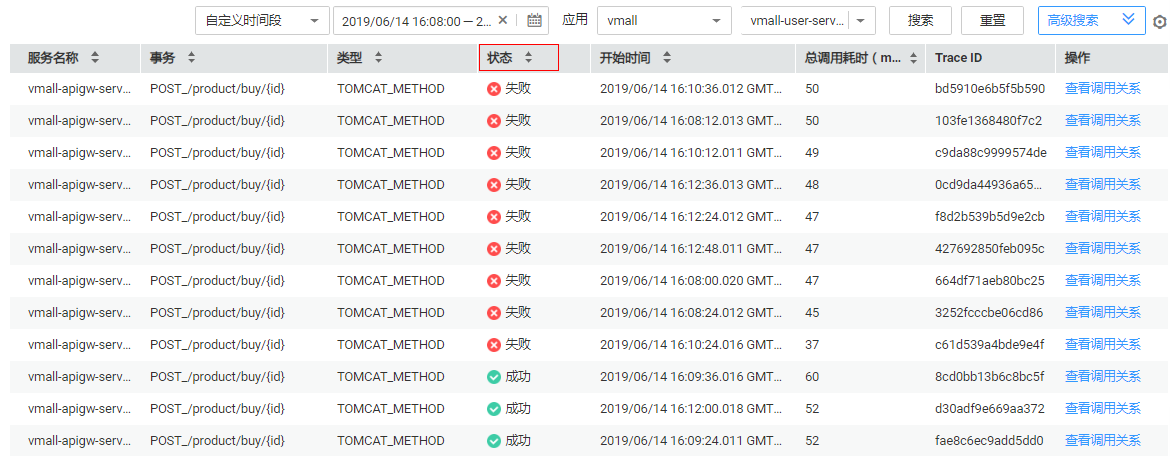 自定义时间段 2019/06/14 16:08:00 — 2... 应用 vmall vmall-user-serv... 搜索 重置 高级搜索
服务名称 事务 类型 状态 开始时间 总调用耗时（m... Trace ID 操作
vmall-apigw-serv... POST_/product/buy/{id} TOMCAT_METHOD 失败 2019/06/14 16:10:36.012 GMT... 50 bd5910e6b5f5b590 查看调用关系
vmall-apigw-serv... POST_/product/buy/{id} TOMCAT_METHOD 失败 2019/06/14 16:08:12.013 GMT... 50 103fe1368480f7c2 查看调用关系
vmall-apigw-serv... POST_/product/buy/{id} TOMCAT_METHOD 失败 2019/06/14 16:10:12.011 GMT... 49 c9da88c9999574de 查看调用关系
vmall-apigw-serv... POST_/product/buy/{id} TOMCAT_METHOD 失败 2019/06/14 16:12:36.013 GMT... 48 0cd9da44936a65... 查看调用关系
vmall-apigw-serv... POST_/product/buy/{id} TOMCAT_METHOD 失败 2019/06/14 16:12:24.012 GMT... 47 f8d2b539b5d9e2cb 查看调用关系
vmall-apigw-serv... POST_/product/buy/{id} TOMCAT_METHOD 失败 2019/06/14 16:12:48.011 GMT... 47 427692850feb095c 查看调用关系
vmall-apigw-serv... POST_/product/buy/{id} TOMCAT_METHOD 失败 2019/06/14 16:08:00.020 GMT... 47 664df71aeb80bc25 查看调用关系
vmall-apigw-serv... POST_/product/buy/{id} TOMCAT_METHOD 失败 2019/06/14 16:08:24.012 GMT... 45 3252fcccbe06cd86 查看调用关系
vmall-apigw-serv... POST_/product/buy/{id} TOMCAT_METHOD 失败 2019/06/14 16:10:24.016 GMT... 37 c61d539a4bde9e4f 查看调用关系
vmall-apigw-serv... POST_/product/buy/{id} TOMCAT_METHOD 成功 2019/06/14 16:09:36.016 GMT... 60 8cd0bb13b6c8bc5f 查看调用关系
vmall-apigw-serv... POST_/product/buy/{id} TOMCAT_METHOD 成功 2019/06/14 16:12:00.018 GMT... 52 d30adf9e669aa372 查看调用关系
vmall-apigw-serv... POST_/product/buy/{id} TOMCAT_METHOD 成功 2019/06/14 16:09:24.011 GMT... 52 fae8c6ec9add5dd0 查看调用关系